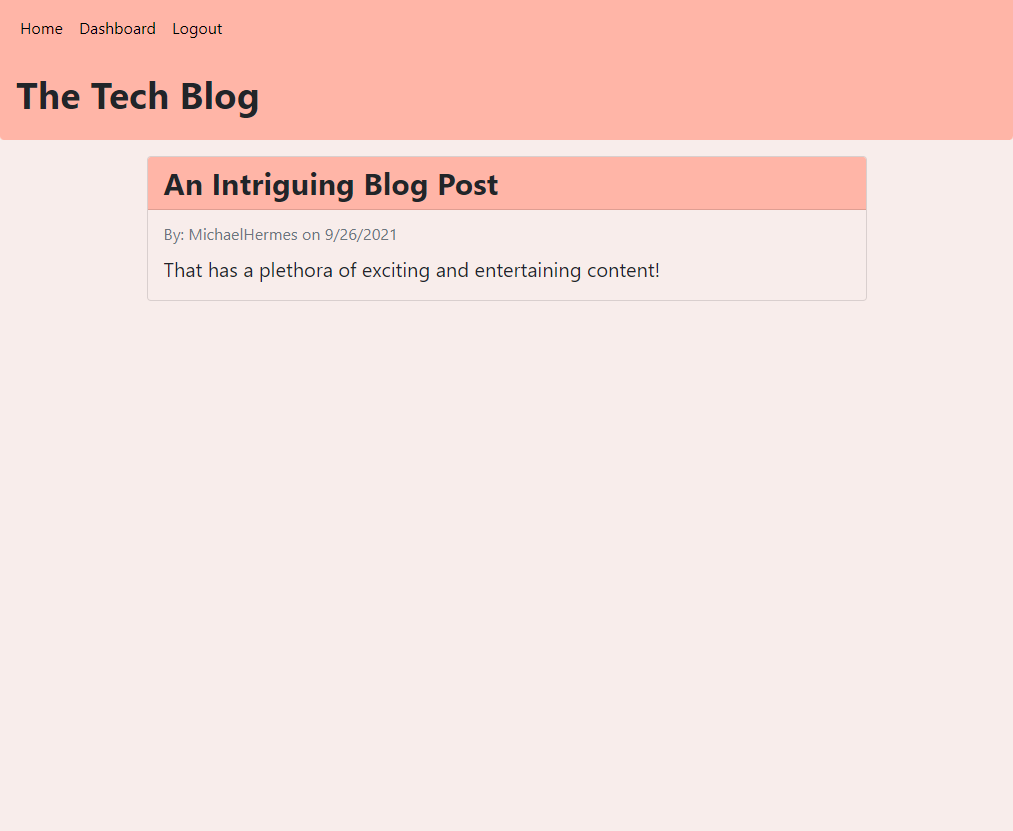 Home Dashboard Logout
The Tech Blog
An Intriguing Blog Post
By: MichaelHermes on 9/26/2021
That has a plethora of exciting and entertaining content!